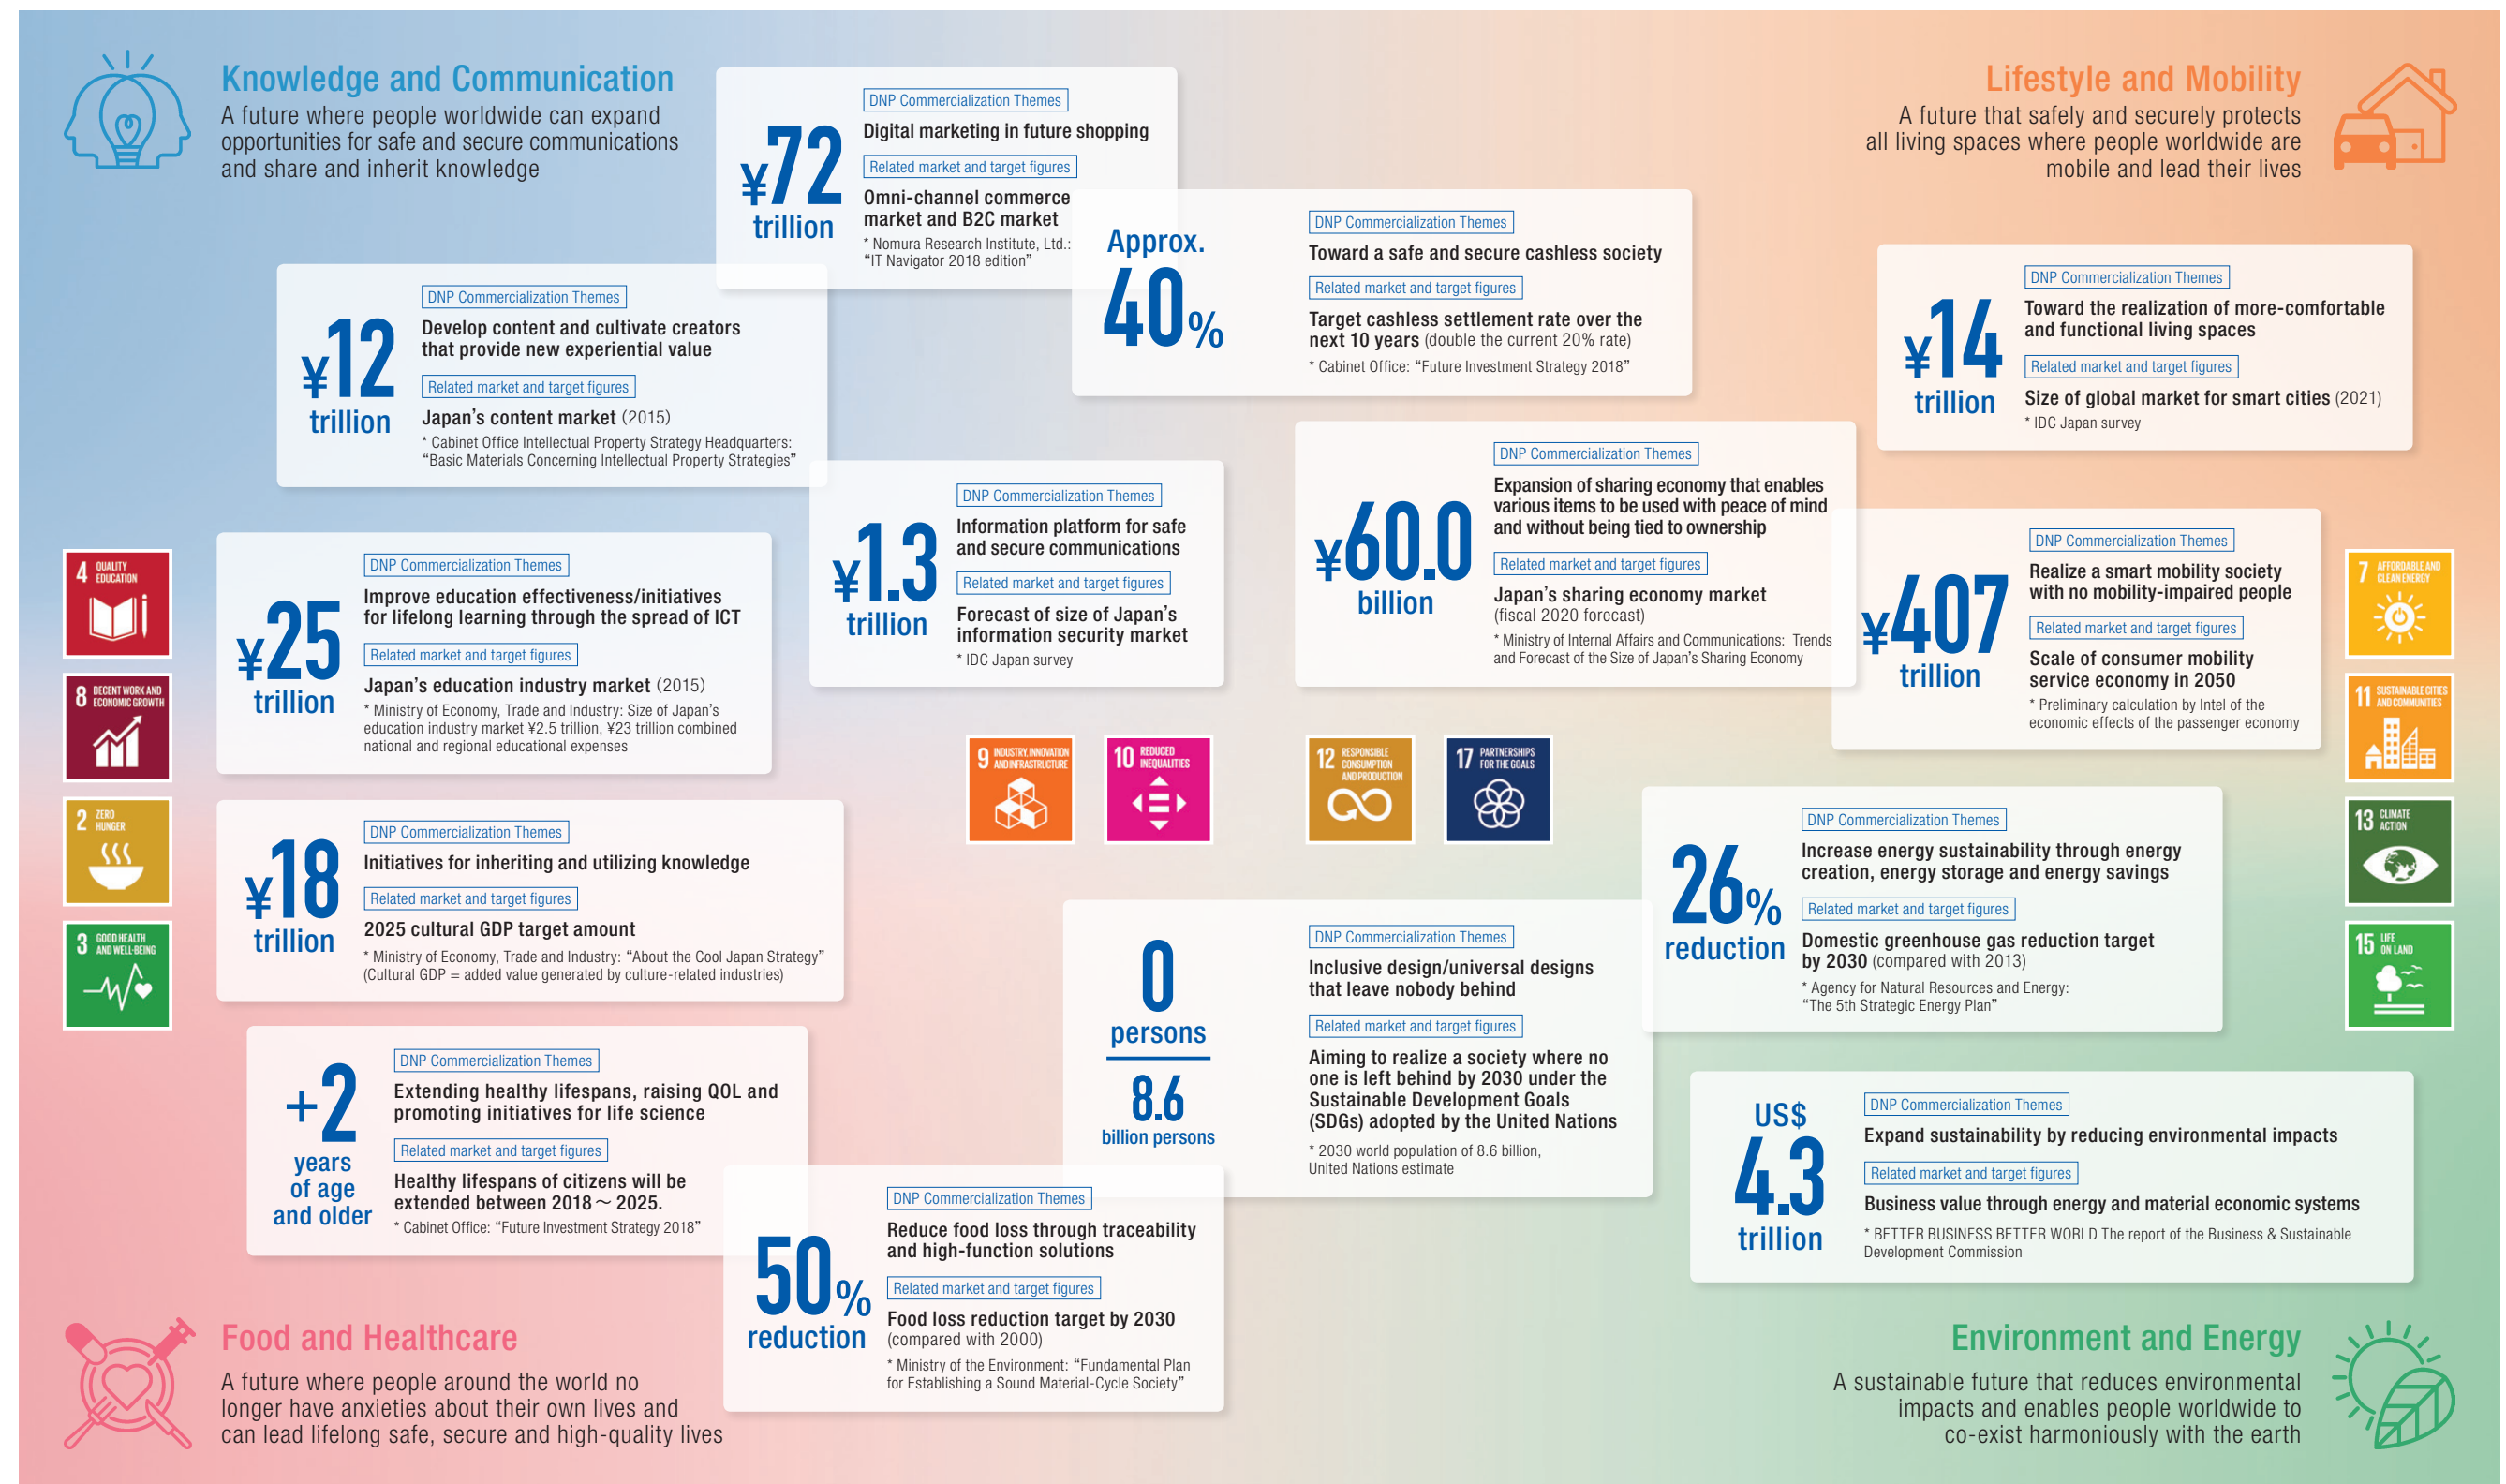 Knowledge and Communication
A future where people worldwide can expand
opportunities for safe and secure communications
and share and inherit knowledge
Lifestyle and Mobility
A future that safely and securely protects
all living spaces where people worldwide are
mobile and lead their lives
¥72
trillion
DNP Commercialization Themes
Digital marketing in future shopping
Related market and target figures
Omni-channel commerce
market and B2C market
* Nomura Research Institute, Ltd.:
“IT Navigator 2018 edition”
Approx.
40%
DNP Commercialization Themes
Toward a safe and secure cashless society
Related market and target figures
Target cashless settlement rate over the
next 10 years (double the current 20% rate)
* Cabinet Office: “Future Investment Strategy 2018”
¥14
trillion
DNP Commercialization Themes
Toward the realization of more-comfortable
and functional living spaces
Related market and target figures
Size of global market for smart cities (2021)
* IDC Japan survey
¥12
trillion
DNP Commercialization Themes
Develop content and cultivate creators
that provide new experiential value
Related market and target figures
Japan’s content market (2015)
* Cabinet Office Intellectual Property Strategy Headquarters:
“Basic Materials Concerning Intellectual Property Strategies”
¥1.3
trillion
DNP Commercialization Themes
Information platform for safe
and secure communications
Related market and target figures
Forecast of size of Japan’s
information security market
* IDC Japan survey
¥60.0
billion
DNP Commercialization Themes
Expansion of sharing economy that enables
various items to be used with peace of mind
and without being tied to ownership
Related market and target figures
Japan’s sharing economy market
(fiscal 2020 forecast)
* Ministry of Internal Affairs and Communications: Trends
and Forecast of the Size of Japan’s Sharing Economy
¥407
trillion
DNP Commercialization Themes
Realize a smart mobility society
with no mobility-impaired people
Related market and target figures
Scale of consumer mobility
service economy in 2050
* Preliminary calculation by Intel of the
economic effects of the passenger economy
4 QUALITY
EDUCATION
8 DECENT WORK AND
ECONOMIC GROWTH
2 ZERO
HUNGER
3 GOOD HEALTH
AND WELL-BEING
¥25
trillion
DNP Commercialization Themes
Improve education effectiveness/initiatives
for lifelong learning through the spread of ICT
Related market and target figures
Japan’s education industry market (2015)
* Ministry of Economy, Trade and Industry: Size of Japan’s
education industry market ¥2.5 trillion, ¥23 trillion combined
national and regional educational expenses
7 AFFORDABLE AND
CLEAN ENERGY
11 SUSTAINABLE CITIES
AND COMMUNITIES
13 CLIMATE
ACTION
15 LIFE
ON LAND
9 INDUSTRY, INNOVATION
AND INFRASTRUCTURE
10 REDUCED
INEQUALITIES
12 RESPONSIBLE
CONSUMPTION
AND PRODUCTION
17 PARTNERSHIPS
FOR THE GOALS
¥18
trillion
DNP Commercialization Themes
Initiatives for inheriting and utilizing knowledge
Related market and target figures
2025 cultural GDP target amount
* Ministry of Economy, Trade and Industry: “About the Cool Japan Strategy”
(Cultural GDP = added value generated by culture-related industries)
26%
reduction
DNP Commercialization Themes
Increase energy sustainability through energy
creation, energy storage and energy savings
Related market and target figures
Domestic greenhouse gas reduction target
by 2030 (compared with 2013)
* Agency for Natural Resources and Energy:
“The 5th Strategic Energy Plan”
0
persons
8.6
billion persons
DNP Commercialization Themes
Inclusive design/universal designs
that leave nobody behind
Related market and target figures
Aiming to realize a society where no
one is left behind by 2030 under the
Sustainable Development Goals
(SDGs) adopted by the United Nations
* 2030 world population of 8.6 billion,
United Nations estimate
+2
years
of age
and older
DNP Commercialization Themes
Extending healthy lifespans, raising QOL and
promoting initiatives for life science
Related market and target figures
Healthy lifespans of citizens will be
extended between 2018～2025.
* Cabinet Office: “Future Investment Strategy 2018”
US$
4.3
trillion
DNP Commercialization Themes
Expand sustainability by reducing environmental impacts
Related market and target figures
Business value through energy and material economic systems
* BETTER BUSINESS BETTER WORLD The report of the Business & Sustainable
Development Commission
50%
reduction
DNP Commercialization Themes
Reduce food loss through traceability
and high-function solutions
Related market and target figures
Food loss reduction target by 2030
(compared with 2000)
* Ministry of the Environment: “Fundamental Plan
for Establishing a Sound Material-Cycle Society”
Food and Healthcare
A future where people around the world no
longer have anxieties about their own lives and
can lead lifelong safe, secure and high-quality lives
Environment and Energy
A sustainable future that reduces environmental
impacts and enables people worldwide to
co-exist harmoniously with the earth